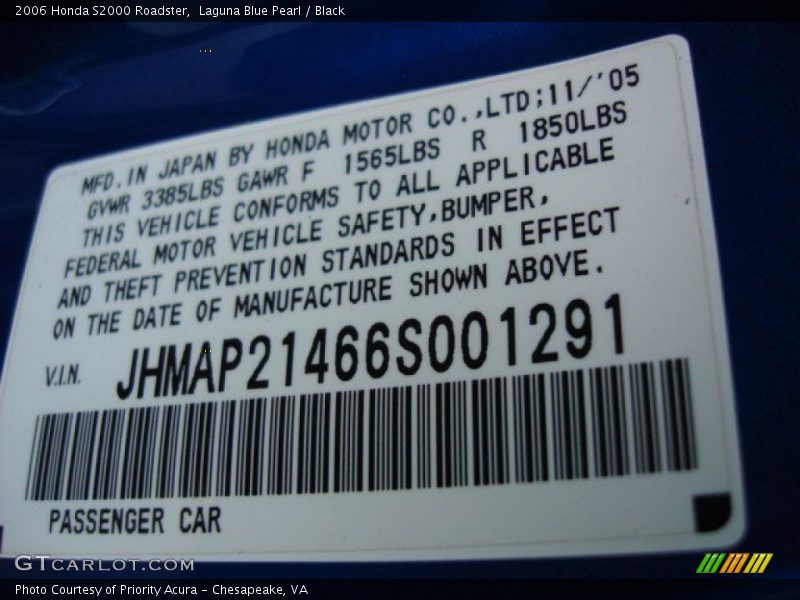 2006 Honda S2000 Roadster,  Laguna Blue Pearl / Black
MFD.IN JAPAN BY HONDA MOTOR CO.,LTD;11/'05
GVWR 3385LBS GAWR F 1565LBS R 1850LBS
THIS VEHICLE CONFORMS TO ALL APPLICABLE
FEDERAL MOTOR VEHICLE SAFETY,BUMPER,
AND THEFT PREVENTION STANDARDS IN EFFECT
ON THE DATE OF MANUFACTURE SHOWN ABOVE.
V.I.N. JHMAP21466S001291
PASSENGER CAR
GTCARLOT.COM
Photo Courtesy of Priority Acura – Chesapeake, VA